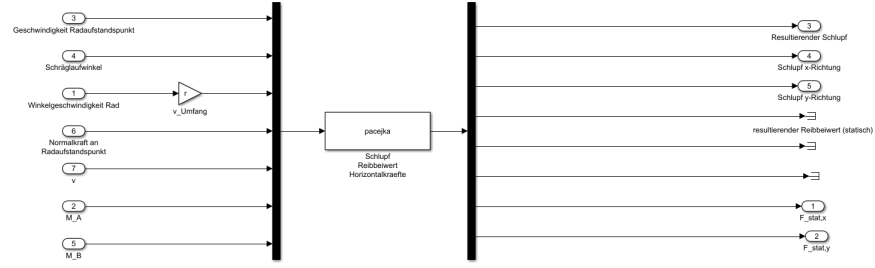 3
Geschwindigkeit Radaufstandspunkt
4
Schräglaufwinkel
1
Winkelgeschwindigkeit Rad
r
v_Umfang
6
Normalkraft an
Radaufstandspunkt
7
v
2
M_A
5
M_B
pacejka
Schlupf
Reibbeiwert
Horizontalkraefte
3
Resultierender Schlupf
4
Schlupf x-Richtung
5
Schlupf y-Richtung
resultierender Reibbeiwert (statisch)
1
F_stat,x
2
F_stat,y